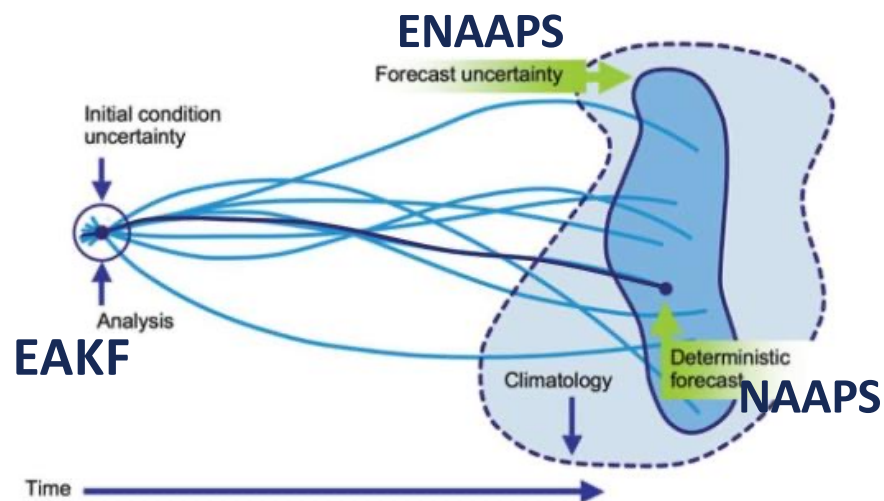 ENAAPS
Forecast uncertainty
Initial condition
uncertainty
Analysis
EAKF
Climatology
Deterministic
forecast
NAAPS
Time